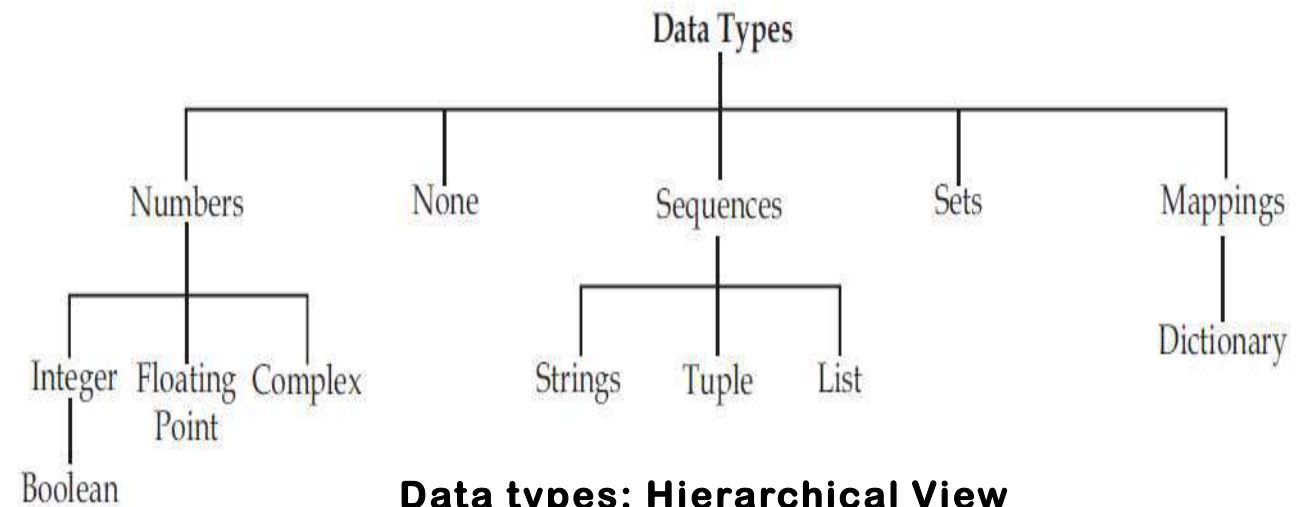 Data Types
Numbers None Sequences Sets Mappings
Dictionary
Integer Floating Point Complex Strings Tuple List
Boolean
Data types: Hierarchical View